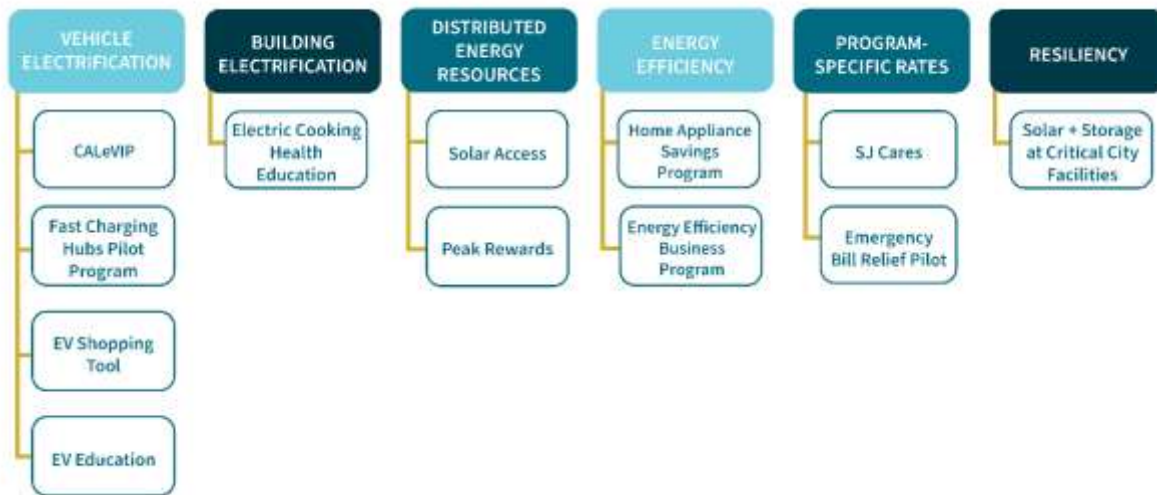 VEHICLE
ELECTRIFICATION
CALeVIP
Fast Charging
Hubs Pilot
Program
EV Shopping
Tool
EV Education
BUILDING
ELECTRIFICATION
Electric Cooking
Health
Education
DISTRIBUTED
ENERGY
RESOURCES
Solar Access
Peak Rewards
ENERGY
EFFICIENCY
Home Appliance
Savings
Program
Energy Efficiency
Business
Program
PROGRAM-
SPECIFIC RATES
SJ Cares
Emergency
Bill Relief Pilot
RESILIENCY
Solar + Storage
at Critical City
Facilities